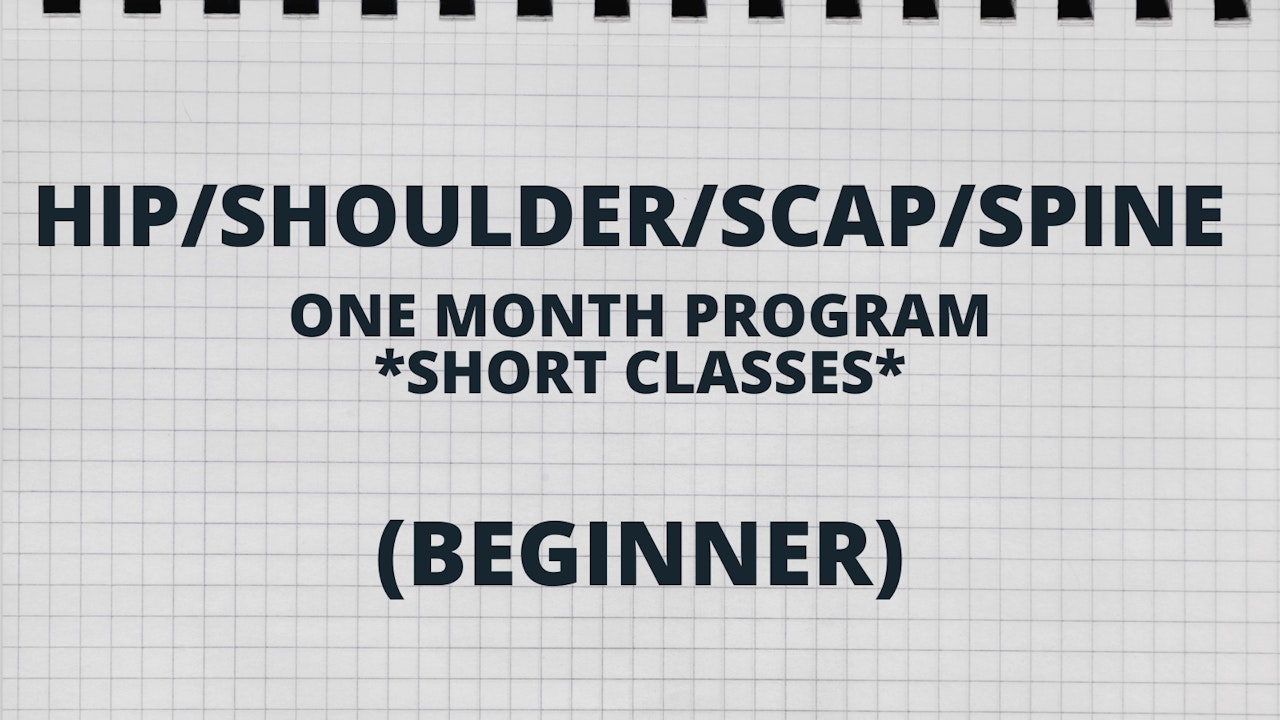 HIP/SHOULDER/SCAP/SPINE
ONE MONTH PROGRAM
*SHORT CLASSES*
(BEGINNER)